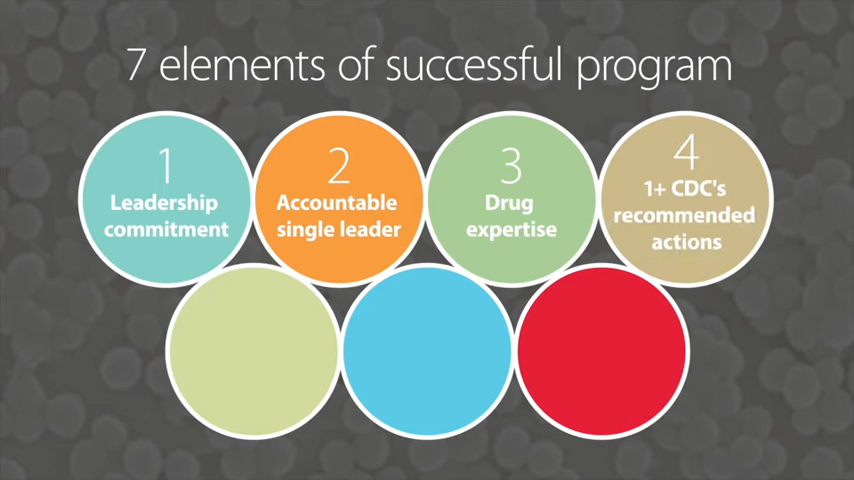 7 elements of successful program
1
Leadership
commitment
2
Accountable
single leader
3
Drug
expertise
4
1+ CDC's
recommended
actions